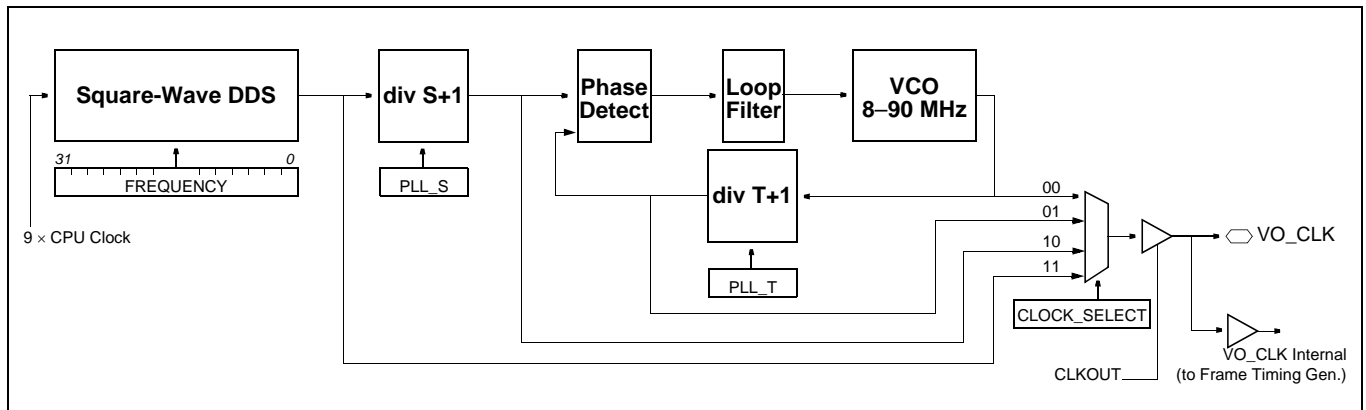 Square-Wave DDS
div S+1
Phase
Detect
Loop
Filter
VCO
8–90 MHz
31
0
FREQUENCY
PLL_S
div T+1
PLL_T
9 × CPU Clock
00
01
10
11
VO_CLK
CLOCK_SELECT
CLKOUT
VO_CLK Internal
(to Frame Timing Gen.)